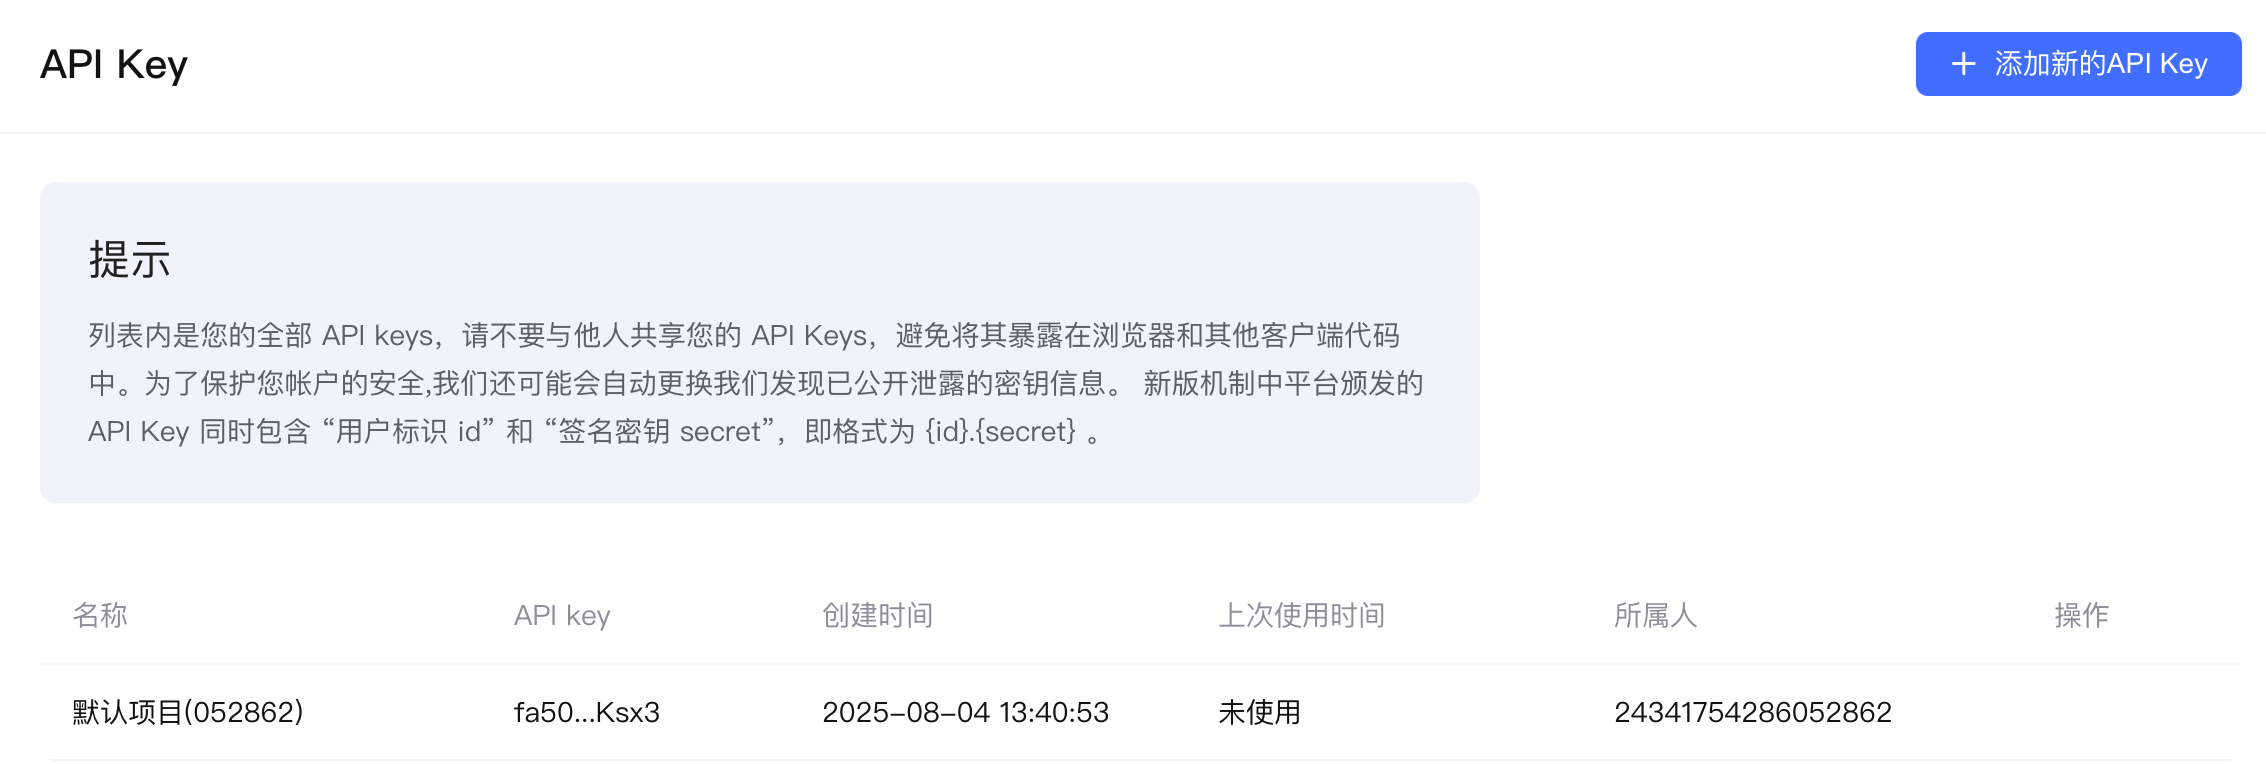 API Key
+ 添加新的API Key
提示
列表内是您的全部 API keys，请不要与他人共享您的 API Keys，避免将其暴露在浏览器和其他客户端代码
中。为了保护您帐户的安全,我们还可能会自动更换我们发现已公开泄露的密钥信息。 新版机制中平台颁发的
API Key 同时包含 “用户标识 id” 和 “签名密钥 secret”，即格式为 {id}.{secret} 。
名称 API key 创建时间 上次使用时间 所属人 操作
默认项目(052862) fa50...Ksx3 2025-08-04 13:40:53 未使用 24341754286052862